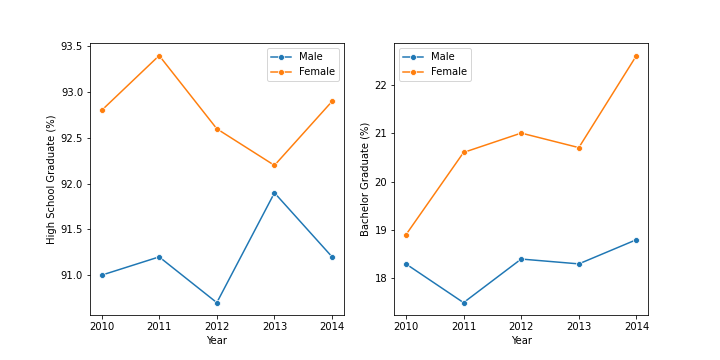 High School Graduate (%)
93.5
93.0
92.5
92.0
91.5
91.0
2010 2011 2012 2013 2014
Year
Male
Female
Bachelor Graduate (%)
22
21
20
19
18
2010 2011 2012 2013 2014
Year
Male
Female